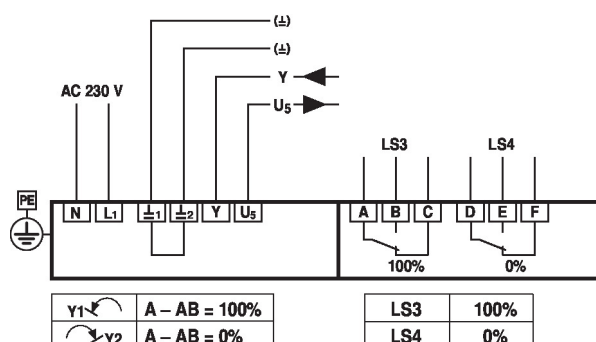 (⊥)
(⊥)
Y
U5
AC 230 V
LS3 LS4
PE
N L1 ⊥1 ⊥2 Y U5 A B C D E F
100% 0%
Y1 A – AB = 100%
Y2 A – AB = 0%
LS3 100%
LS4 0%